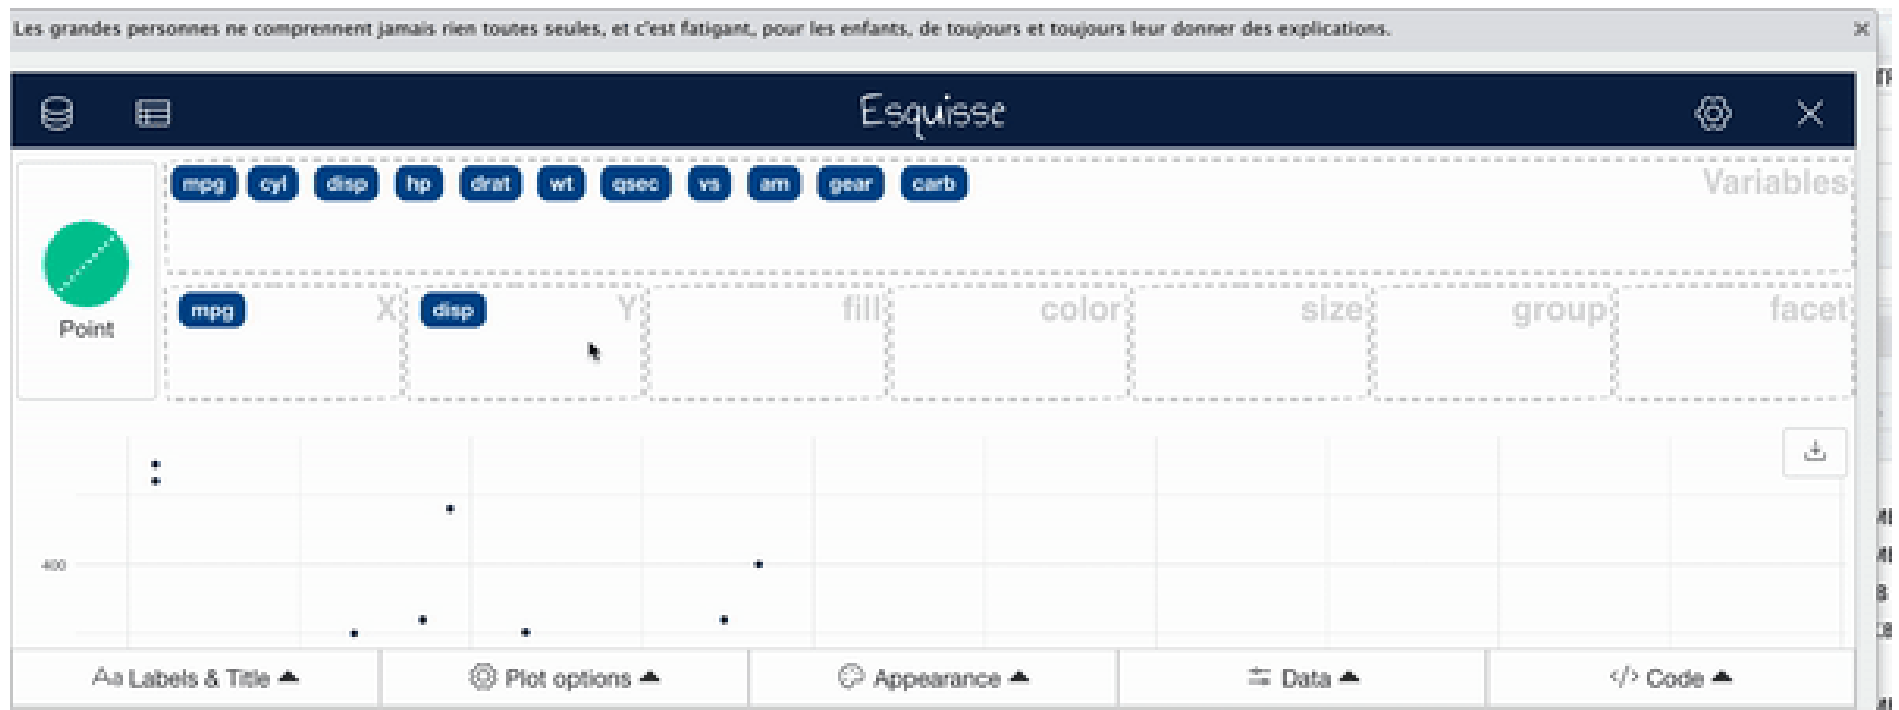 Les grandes personnes ne comprennent jamais rien toutes seules, et c'est fatigant, pour les enfants, de toujours et toujours leur donner des explications.
Esquisse
mpg cyl disp hp drat wt qsec vs am gear carb Variables
mpg X disp Y fill color size group facet
Point
400
Aa Labels & Title Plot options Appearance Data </> Code